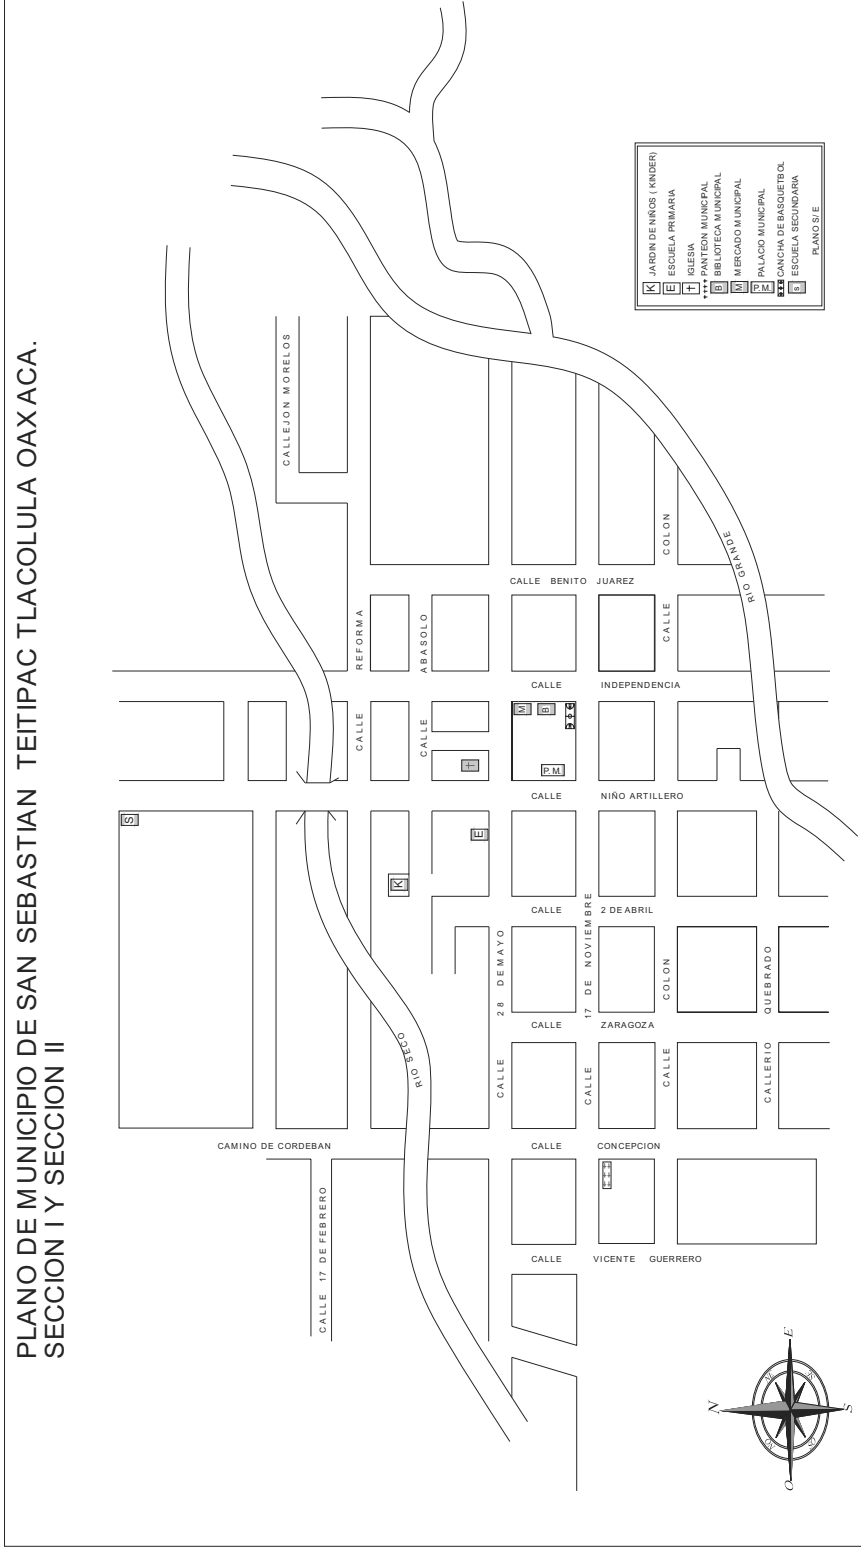 PLANO DE MUNICIPIO DE SAN SEBASTIAN TEITIPAC TLACOLULA OAXACA.
SECCION I Y SECCION II
CALLEJON MORELOS
CALLE REFORMA
CALLE ABASOLO
CALLE BENITO JUAREZ
CALLE COLON
CALLE INDEPENDENCIA
RIO GRANDE
M
B
P.M.
†
CALLE NIÑO ARTILLERO
S
E
K
CALLE 2 DE ABRIL
CALLE 28 DE MAYO
CALLE 17 DE NOVIEMBRE
CALLE COLON
CALLERIO QUEBRADO
CALLE ZARAGOZA
RIO SECO
CAMINO DE CORDEBAN
CALLE CONCEPCION
CALLE 17 DE FEBRERO
CALLE VICENTE GUERRERO
K JARDIN DE NIÑOS ( KINDER)
E ESCUELA PRIMARIA
† IGLESIA
++++ PANTEON MUNICIPAL
B BIBLIOTECA MUNICIPAL
M MERCADO MUNICIPAL
P.M. PALACIO MUNICIPAL
CANCHA DE BASQUETBOL
s ESCUELA SECUNDARIA
PLANO S/ E
N
NE
E
SE
S
SO
O
NO